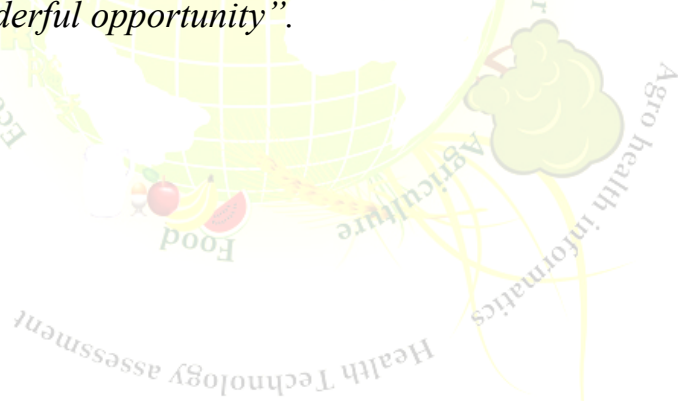 derful opportunity”.
Agro health informatics
Agriculture
Food
Health Technology assessment